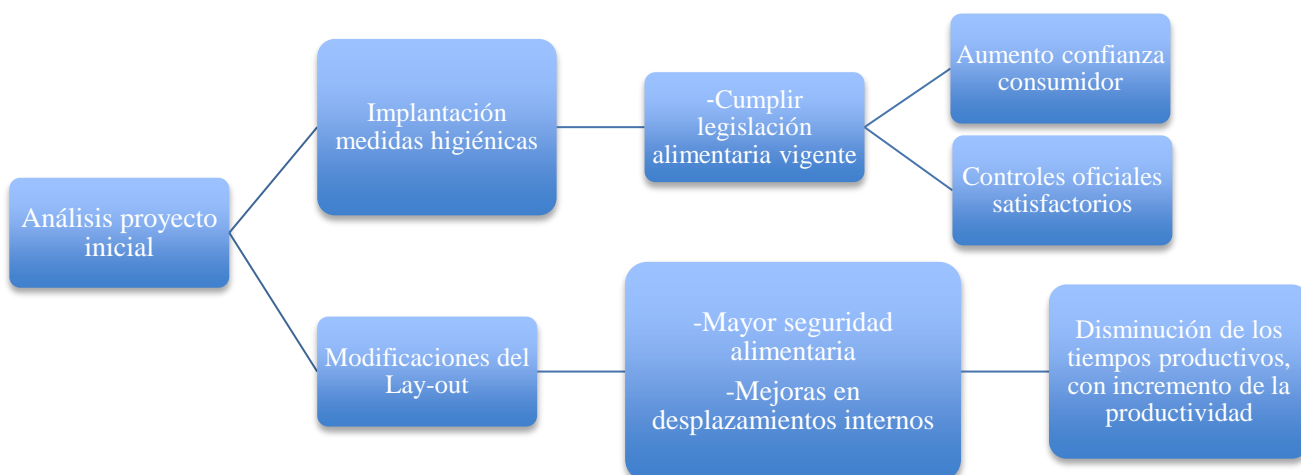 Análisis proyecto
inicial
Implantación
medidas higiénicas
-Cumplir
legislación
alimentaria vigente
Aumento confianza
consumidor
Controles oficiales
satisfactorios
Modificaciones del
Lay-out
-Mayor seguridad
alimentaria
-Mejoras en
desplazamientos internos
Disminución de los
tiempos productivos,
con incremento de la
productividad